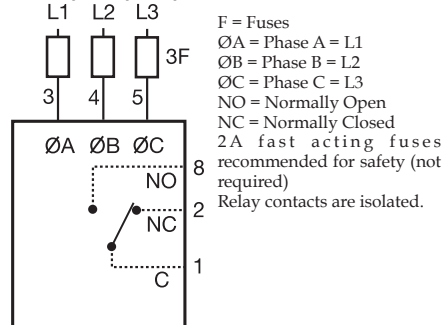 L1 L2 L3
3F
3 4 5
ØA ØB ØC
8
NO
2
NC
1
C
F = Fuses
ØA = Phase A = L1
ØB = Phase B = L2
ØC = Phase C = L3
NO = Normally Open
NC = Normally Closed
2A fast acting fuses
recommended for safety (not
required)
Relay contacts are isolated.